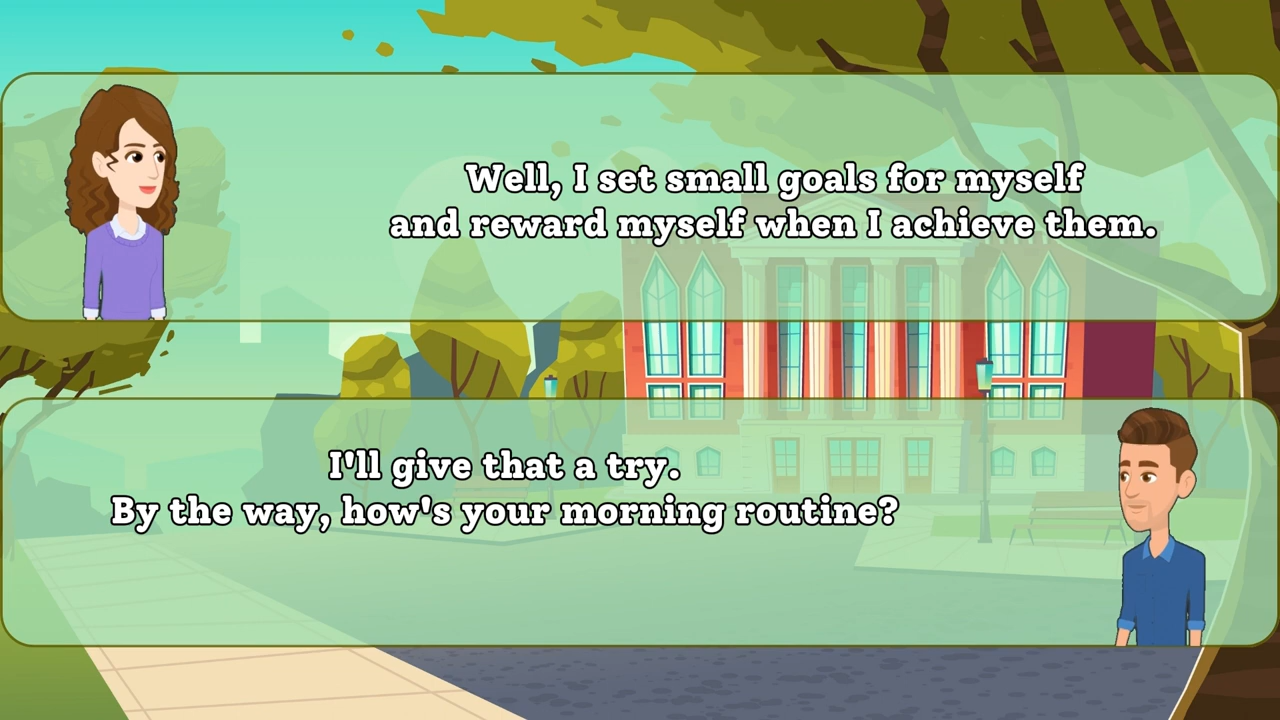 Well, I set small goals for myself
and reward myself when I achieve them.
I'll give that a try.
By the way, how's your morning routine?